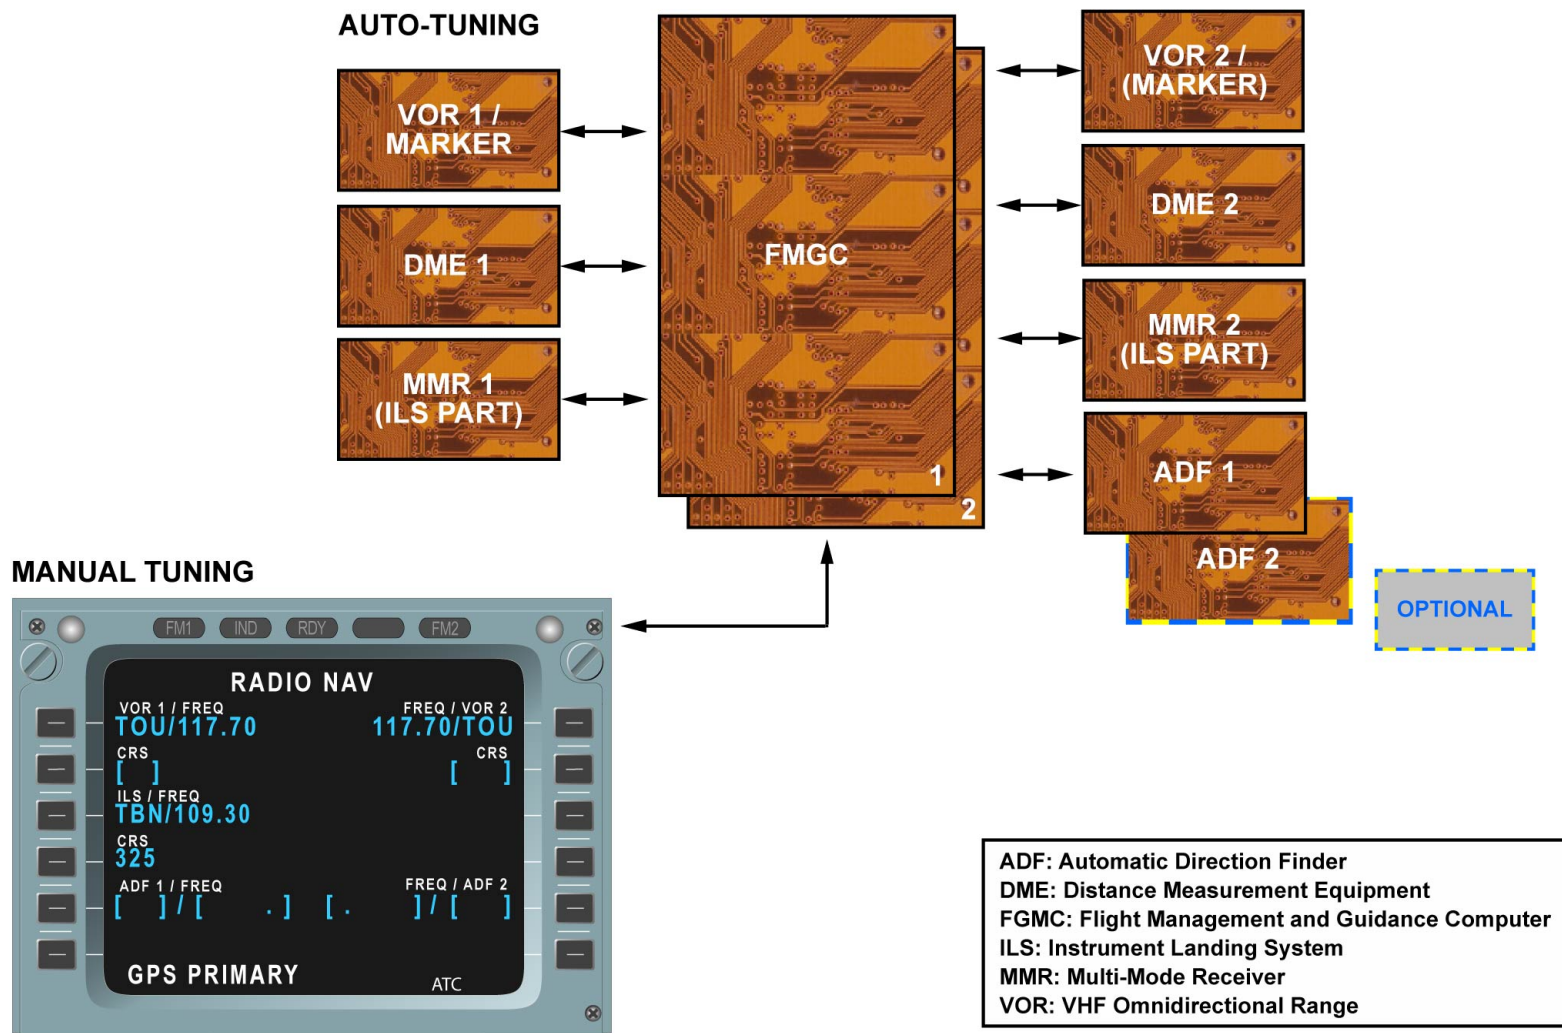 AUTO-TUNING
VOR 1 /
MARKER
DME 1
MMR 1
(ILS PART)
FMGC
1
2
VOR 2 /
(MARKER)
DME 2
MMR 2
(ILS PART)
ADF 1
ADF 2
OPTIONAL
MANUAL TUNING
FM1 IND RDY FM2
RADIO NAV
VOR 1 / FREQ FREQ / VOR 2
TOU/117.70 117.70/TOU
CRS CRS
[ ] [ ]
ILS / FREQ
TBN/109.30
CRS
325
ADF 1 / FREQ FREQ / ADF 2
[ ] / [ . ] [ . ] / [ ]
GPS PRIMARY
ATC
ADF: Automatic Direction Finder
DME: Distance Measurement Equipment
FGMC: Flight Management and Guidance Computer
ILS: Instrument Landing System
MMR: Multi-Mode Receiver
VOR: VHF Omnidirectional Range